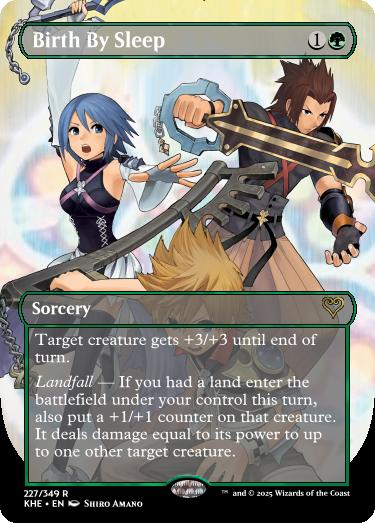 Birth By Sleep 1
Sorcery
Target creature gets +3/+3 until end of
turn.
Landfall — If you had a land enter the
battlefield under your control this turn,
also put a +1/+1 counter on that creature.
It deals damage equal to its power to up
to one other target creature.
227/349 R
KHE • EN Shiro Amano ™ and © 2025 Wizards of the Coast